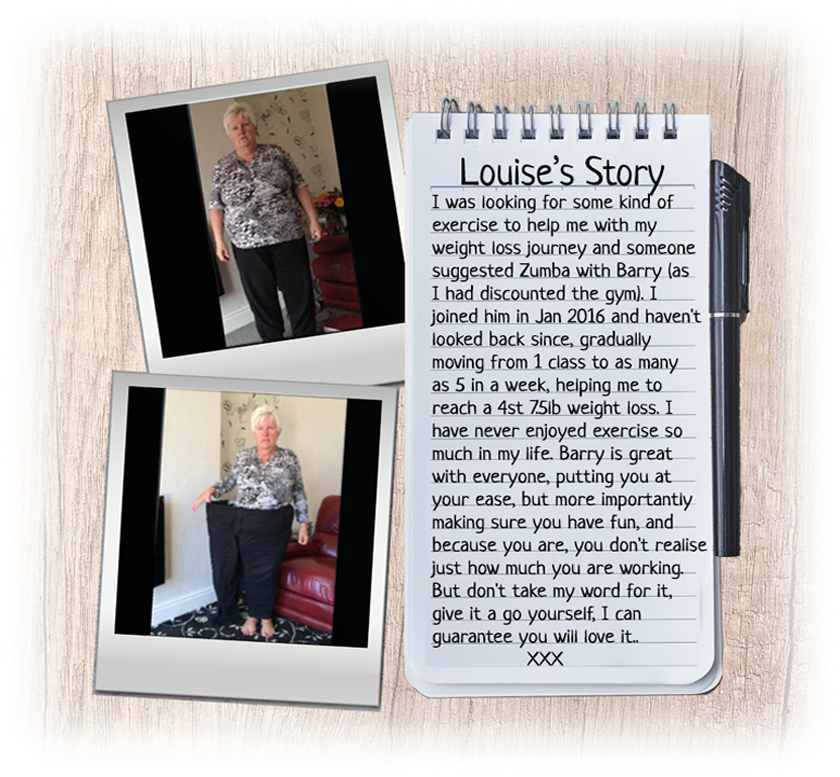 Louise's Story
I was looking for some kind of
exercise to help me with my
weight loss journey and someone
suggested Zumba with Barry (as
I had discounted the gym). I
joined him in Jan 2016 and haven't
looked back since, gradually
moving from 1 class to as many
as 5 in a week, helping me to
reach a 4st 7.5lb weight loss. I
have never enjoyed exercise so
much in my life. Barry is great
with everyone, putting you at
your ease, but more importantly
making sure you have fun, and
because you are, you don't realise
just how much you are working.
But don't take my word for it,
give it a go yourself, I can
guarantee you will love it..
XXX